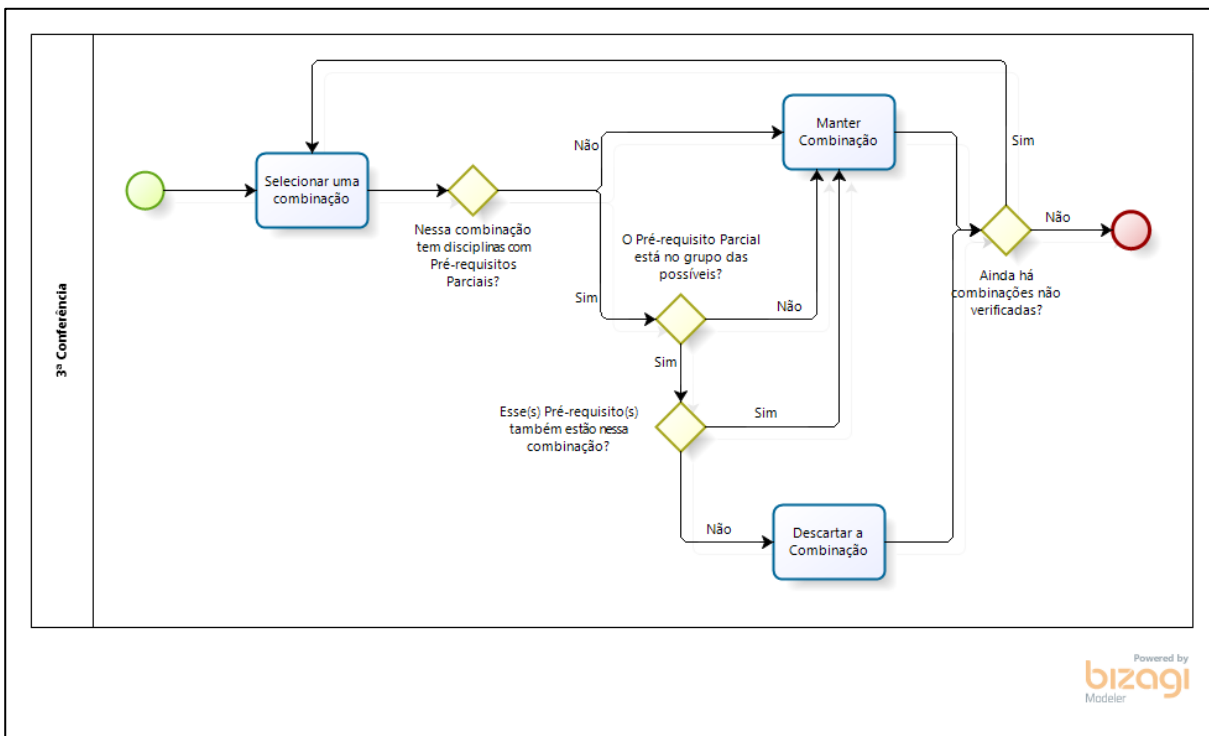 3ª Conferência
Selecionar uma
combinação
Nessa combinação
tem disciplinas com
Pré-requisitos
Parciais?
Não
Sim
Manter
Combinação
O Pré-requisito Parcial
está no grupo das
possíveis?
Não
Sim
Esse(s) Pré-requisito(s)
também estão nessa
combinação?
Sim
Não
Descartar a
Combinação
Sim
Não
Ainda há
combinações não
verificadas?
Powered by
bizagi
Modeler